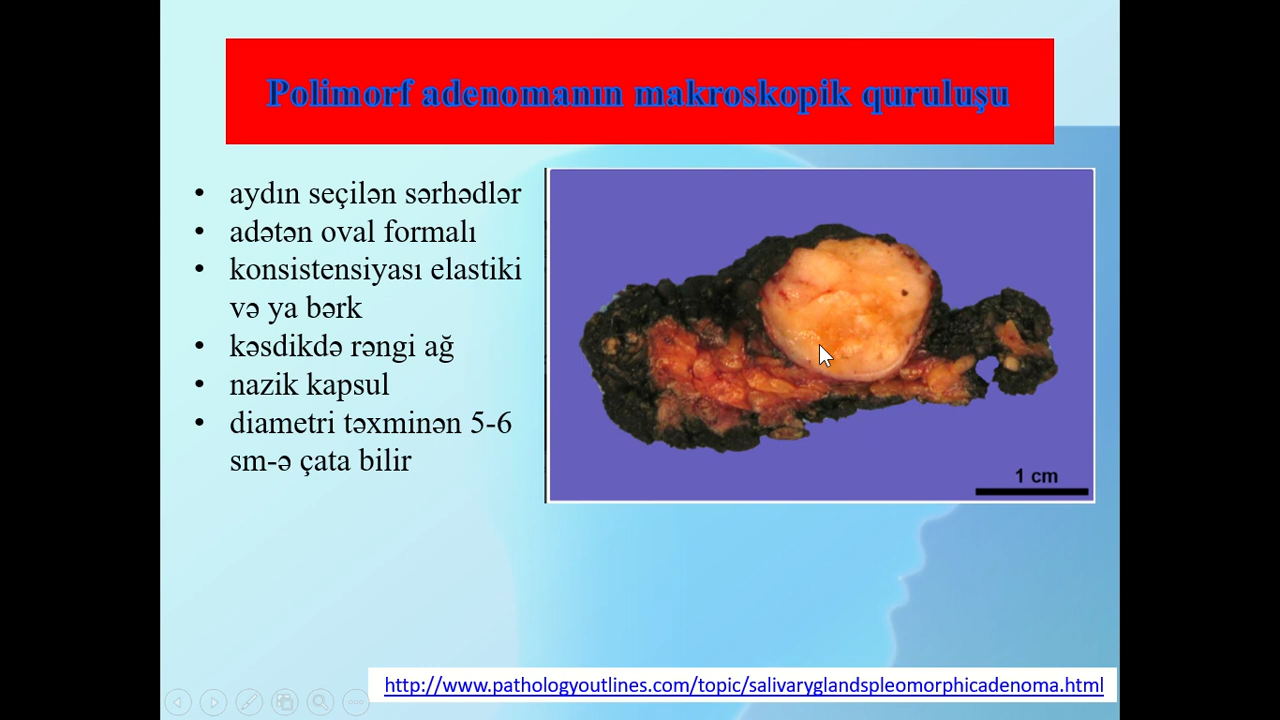 Polimorf adenomanın makroskopik quruluşu
• aydın seçilən sərhədlər
• adətən oval formalı
• konsistensiyası elastiki
və ya bərk
• kəsdikdə rəngi ağ
• nazik kapsul
• diametri təxminən 5-6
sm-ə çata bilir
1 cm
http://www.pathologyoutlines.com/topic/salivaryglandspleomorphicadenoma.html